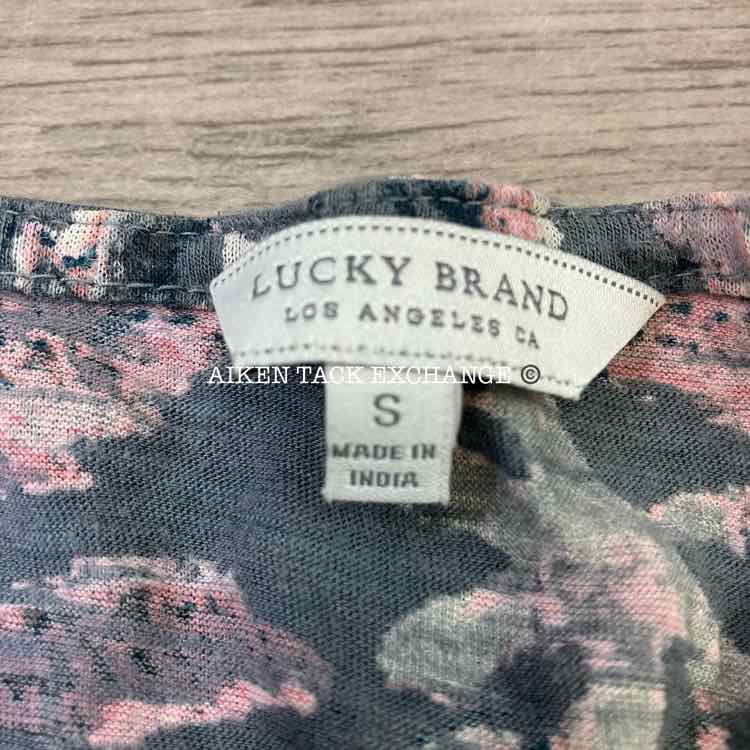 LUCKY BRAND
LOS ANGELES CA
AIKEN TACK EXCHANGE ©
S
MADE IN
INDIA